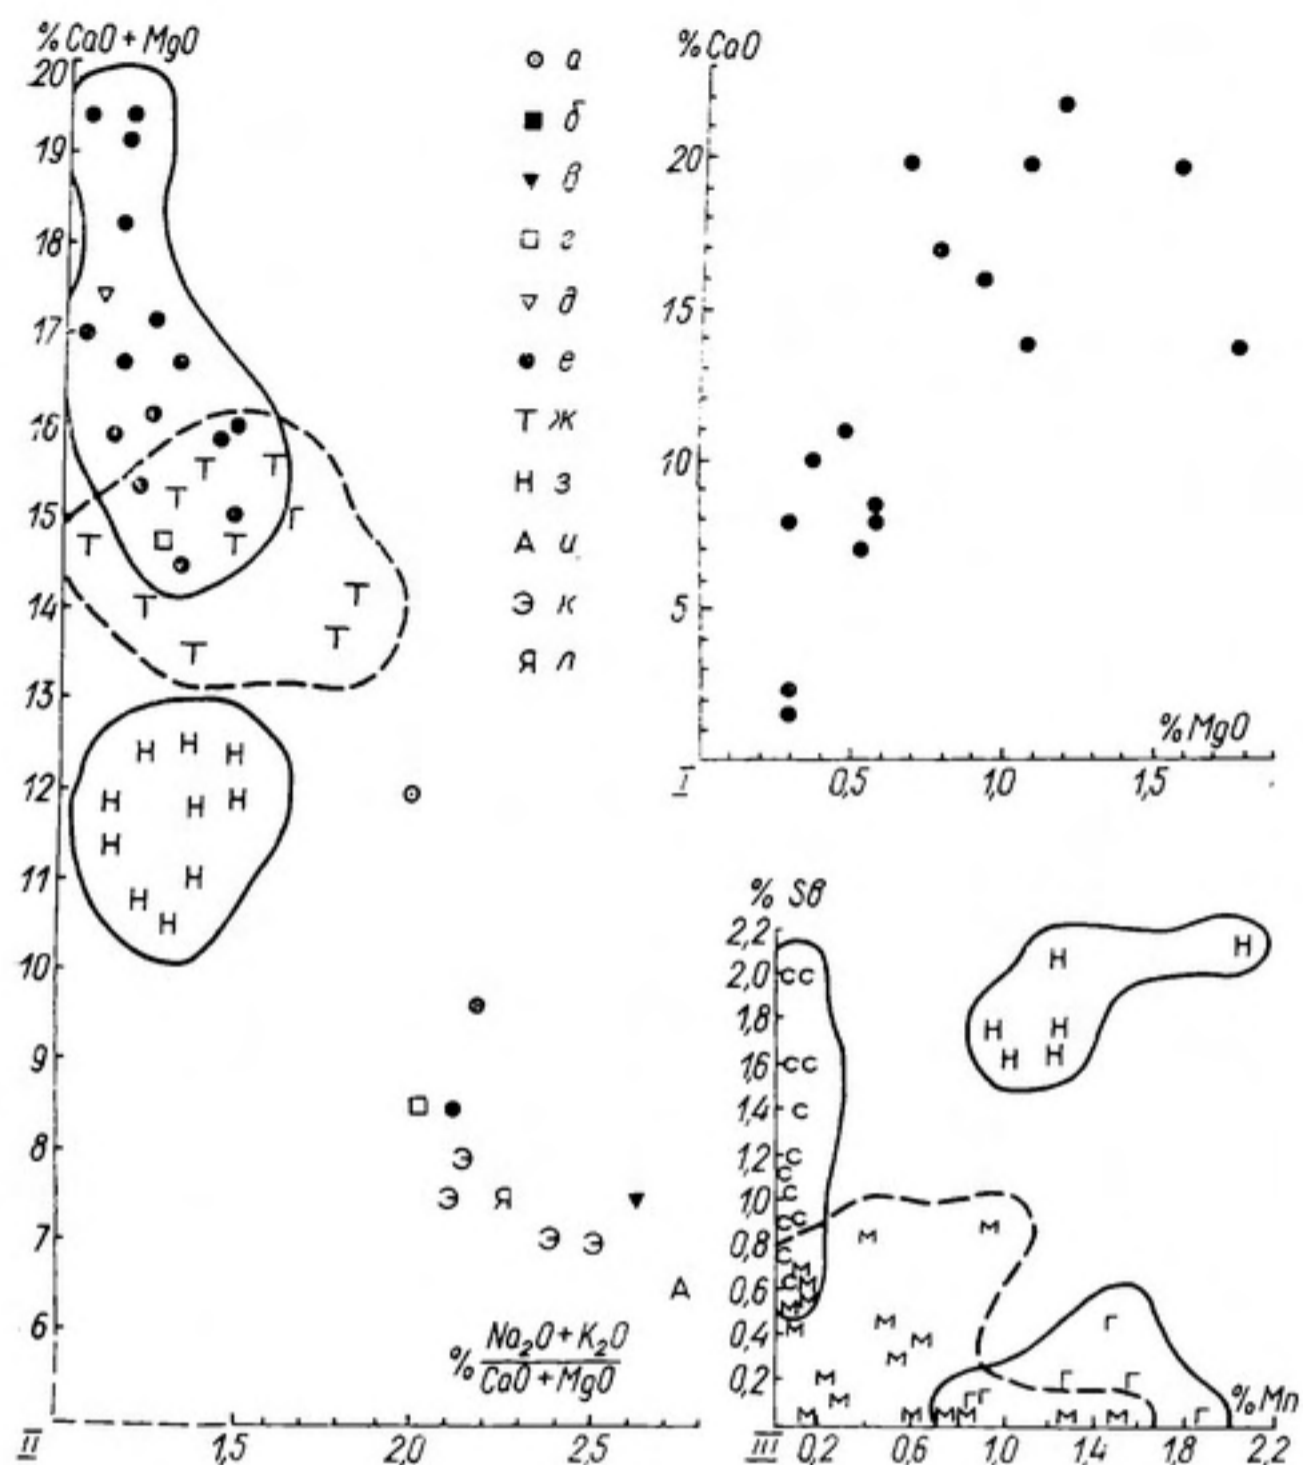 % CaO + MgO
20
19
18
17
16
15
14
13
12
11
10
9
8
7
6
II
1,5
2,0
2,5
% Na₂O + K₂O
CaO + MgO
а
б
в
г
д
е
Т ж
Н з
А и
Э к
Я л
Т Т Т Т Т Г Т Т Т Т
Н Н Н
Н Н Н
Н
Н Н
Н
Э
Э Я
Э Э
А
% CaO
20
15
10
5
% MgO
I
0,5
1,0
1,5
% Sв
2,2
2,0
1,8
1,6
1,4
1,2
1,0
0,8
0,6
0,4
0,2
% Mn
III
0,2
0,6
1,0
1,4
1,8
2,2
СС
СС
С
С
Н Н
Н Н
Н Н
М М
М М М
М М
Г
Г Г
ГГ
М М М М М М Г